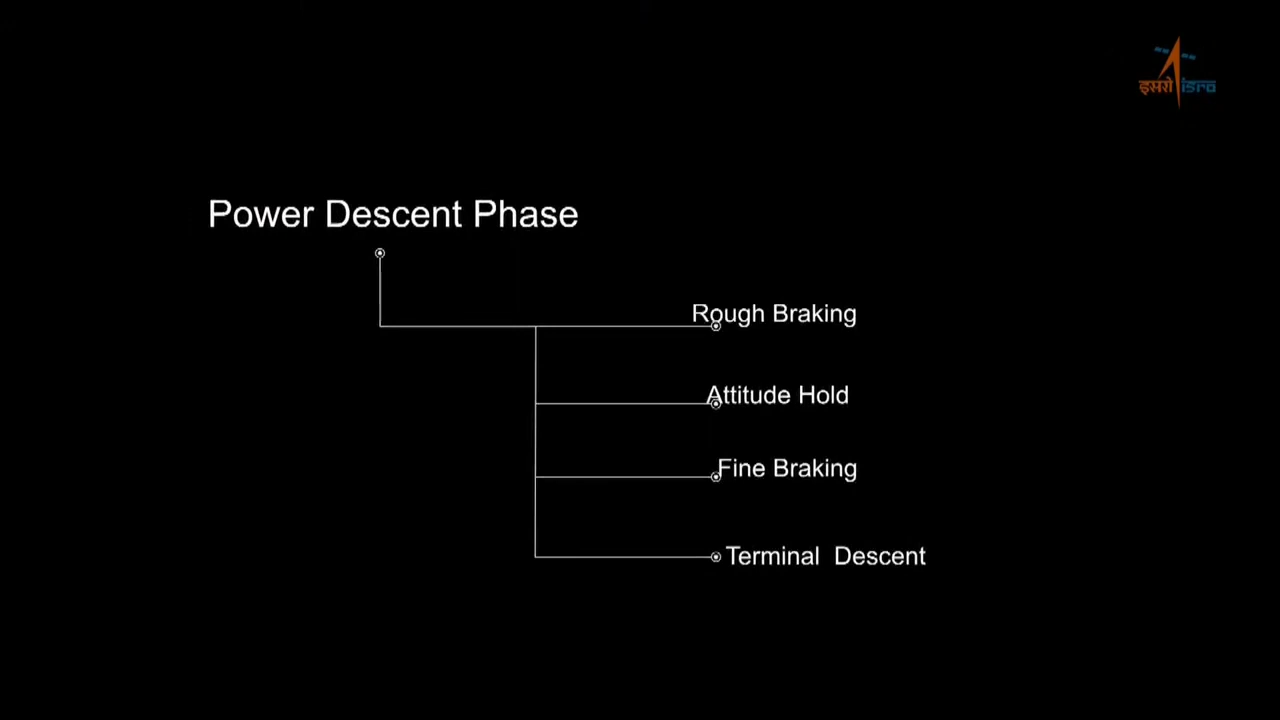 इसरो isro
Power Descent Phase
Rough Braking
Attitude Hold
Fine Braking
Terminal Descent